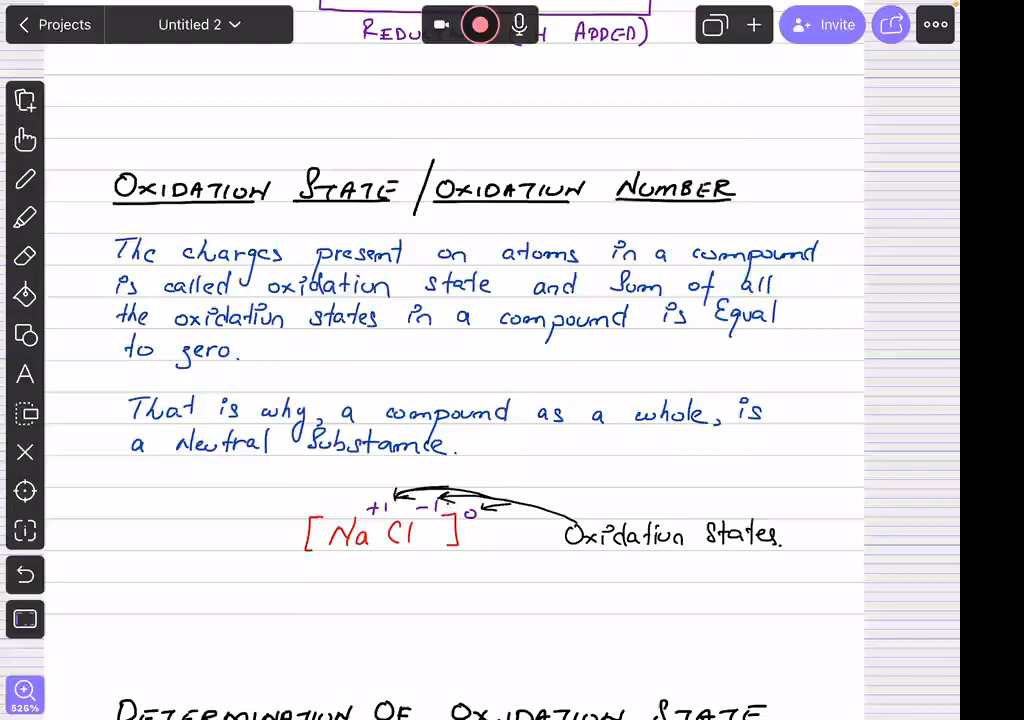 Projects
Untitled 2
Invite
ADDED)
OXIDATION STATE / OXIDATION NUMBER
The charges present on atoms in a compound
is called oxidation state and Sum of all
the oxidation states in a compound is Equal
to zero.
That is why, a compound as a whole, is
a Neutral Substance.
+1 -1 0
[Na Cl]
Oxidation States.
A
526%
DETERMINATION OF OXIDATION STATE